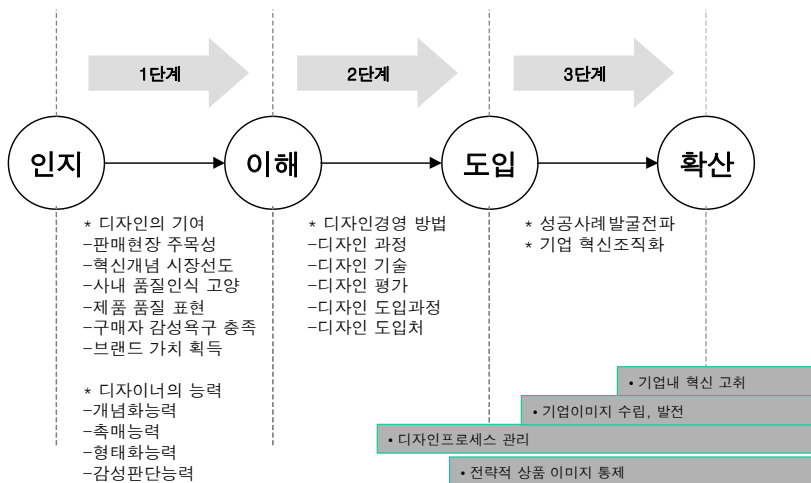 1단계
2단계
3단계
인지
이해
도입
확산
* 디자인의 기여
-판매현장 주목성
-혁신개념 시장선도
-사내 품질인식 고양
-제품 품질 표현
-구매자 감성욕구 충족
-브랜드 가치 획득
* 디자이너의 능력
-개념화능력
-촉매능력
-형태화능력
-감성판단능력
* 디자인경영 방법
-디자인 과정
-디자인 기술
-디자인 평가
-디자인 도입과정
-디자인 도입처
* 성공사례발굴전파
* 기업 혁신조직화
• 기업내 혁신 고취
• 기업이미지 수립, 발전
• 디자인프로세스 관리
• 전략적 상품 이미지 통제